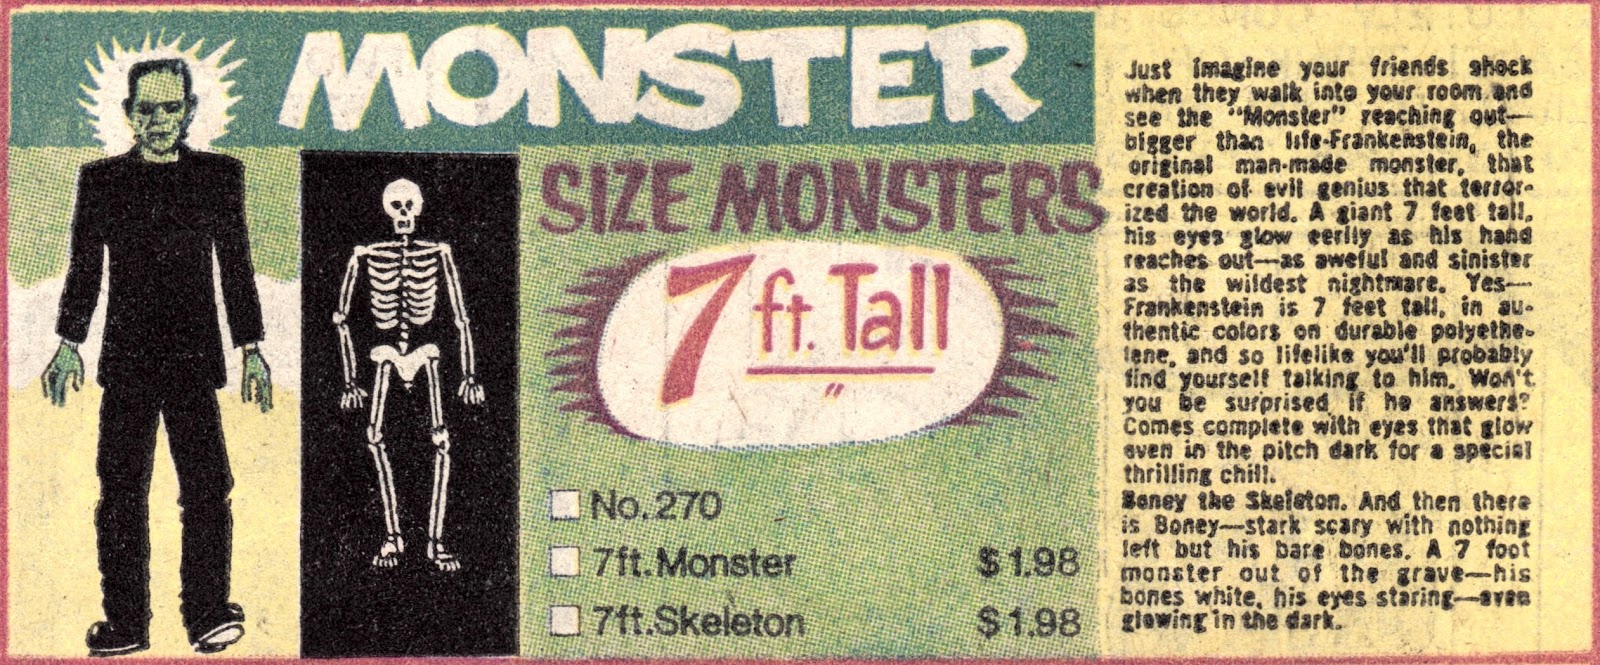 MONSTER
SIZE MONSTERS
7 ft. Tall
"
No.270
7ft.Monster $1.98
7ft.Skeleton $1.98
Just imagine your friends shock
when they walk into your room and
see the "Monster" reaching out—
bigger than life-Frankenstein, the
original man-made monster, that
creation of evil genius that terror-
ized the world. A giant 7 feet tall,
his eyes glow eerily as his hand
reaches out—as aweful and sinister
as the wildest nightmare. Yes—
Frankenstein is 7 feet tall, in au-
thentic colors on durable polyethe-
lene, and so lifelike you'll probably
find yourself talking to him. Won't
you be surprised if he answers?
Comes complete with eyes that glow
even in the pitch dark for a special
thrilling chill.
Boney the Skeleton. And then there
is Boney—stark scary with nothing
left but his bare bones. A 7 foot
monster out of the grave—his
bones white, his eyes staring—even
glowing in the dark.